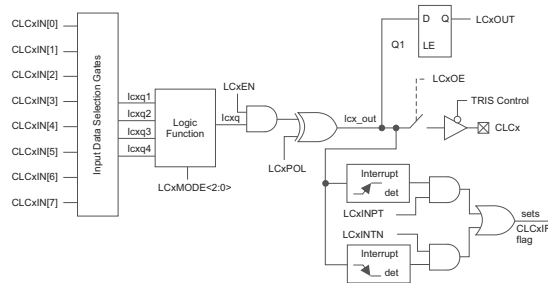 CLCxIN[0]
CLCxIN[1]
CLCxIN[2]
CLCxIN[3]
CLCxIN[4]
CLCxIN[5]
CLCxIN[6]
CLCxIN[7]
Input Data Selection Gates
lcxq1
lcxq2
lcxq3
lcxq4
Logic
Function
LCxMODE<2:0>
LCxEN
lcxq
LCxPOL
lcx_out
D Q
LE
Q1
LCxOUT
LCxOE
TRIS Control
CLCx
Interrupt
det
LCxINPT
LCxINTN
Interrupt
det
sets
CLCxIF
flag